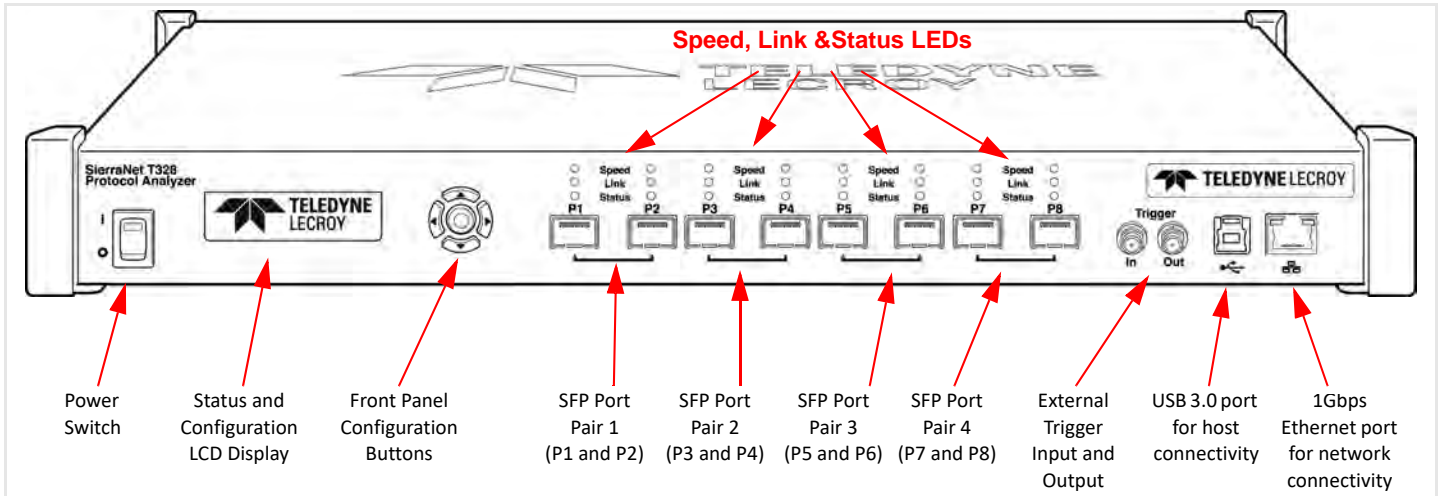 Speed, Link &Status LEDs
TELEDYNE
LECROY
SierraNet T328
Protocol Analyzer
I
O
TELEDYNE
LECROY
Speed
Link
Status
P1 P2
Speed
Link
Status
P3 P4
Speed
Link
Status
P5 P6
Speed
Link
Status
P7 P8
TELEDYNE LECROY
Trigger
In Out
Power
Switch
Status and
Configuration
LCD Display
Front Panel
Configuration
Buttons
SFP Port
Pair 1
(P1 and P2)
SFP Port
Pair 2
(P3 and P4)
SFP Port
Pair 3
(P5 and P6)
SFP Port
Pair 4
(P7 and P8)
External
Trigger
Input and
Output
USB 3.0 port
for host
connectivity
1Gbps
Ethernet port
for network
connectivity